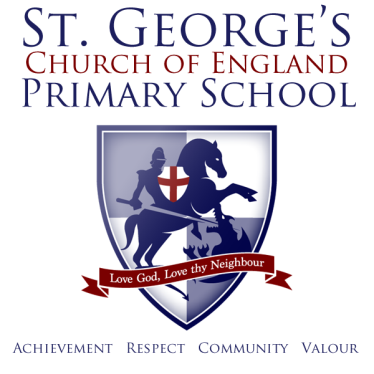 St. George's
Church of England
Primary School
Love God, Love thy Neighbour
Achievement Respect Community Valour